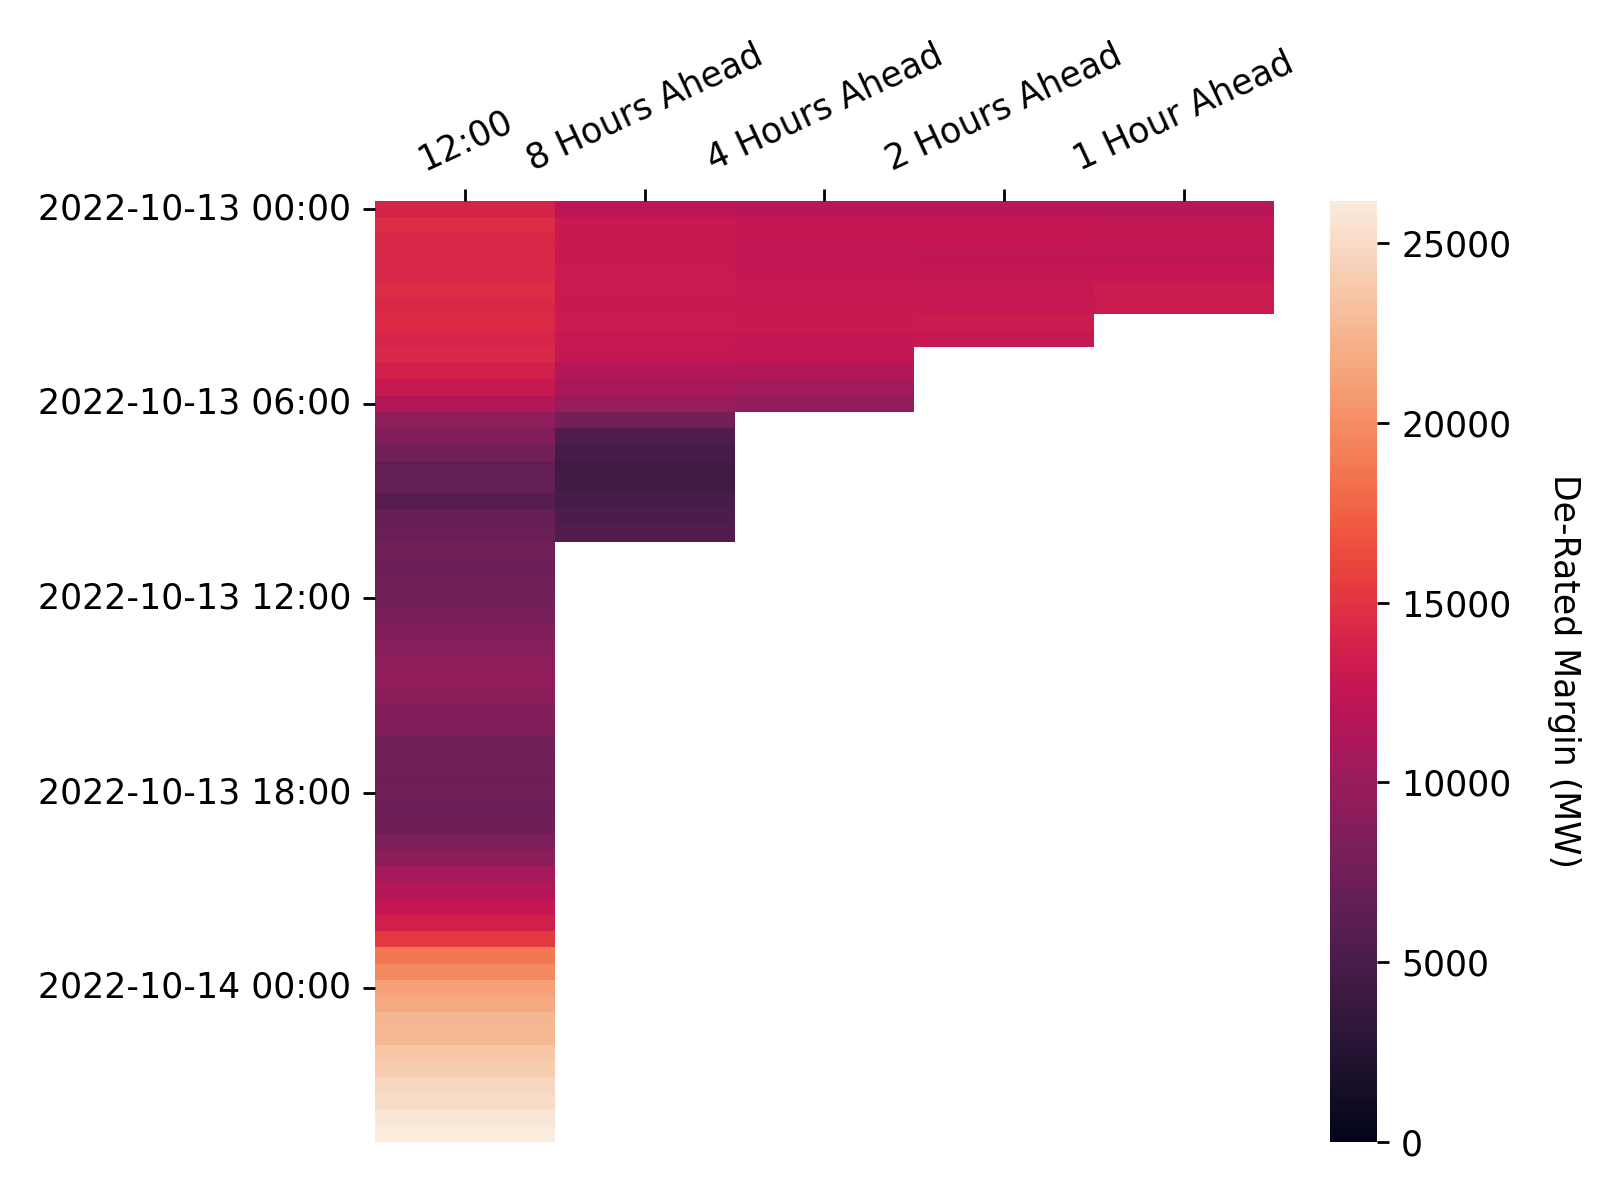 12:00
8 Hours Ahead
4 Hours Ahead
2 Hours Ahead
1 Hour Ahead
2022-10-13 00:00
2022-10-13 06:00
2022-10-13 12:00
2022-10-13 18:00
2022-10-14 00:00
25000
20000
15000
10000
5000
0
De-Rated Margin (MW)